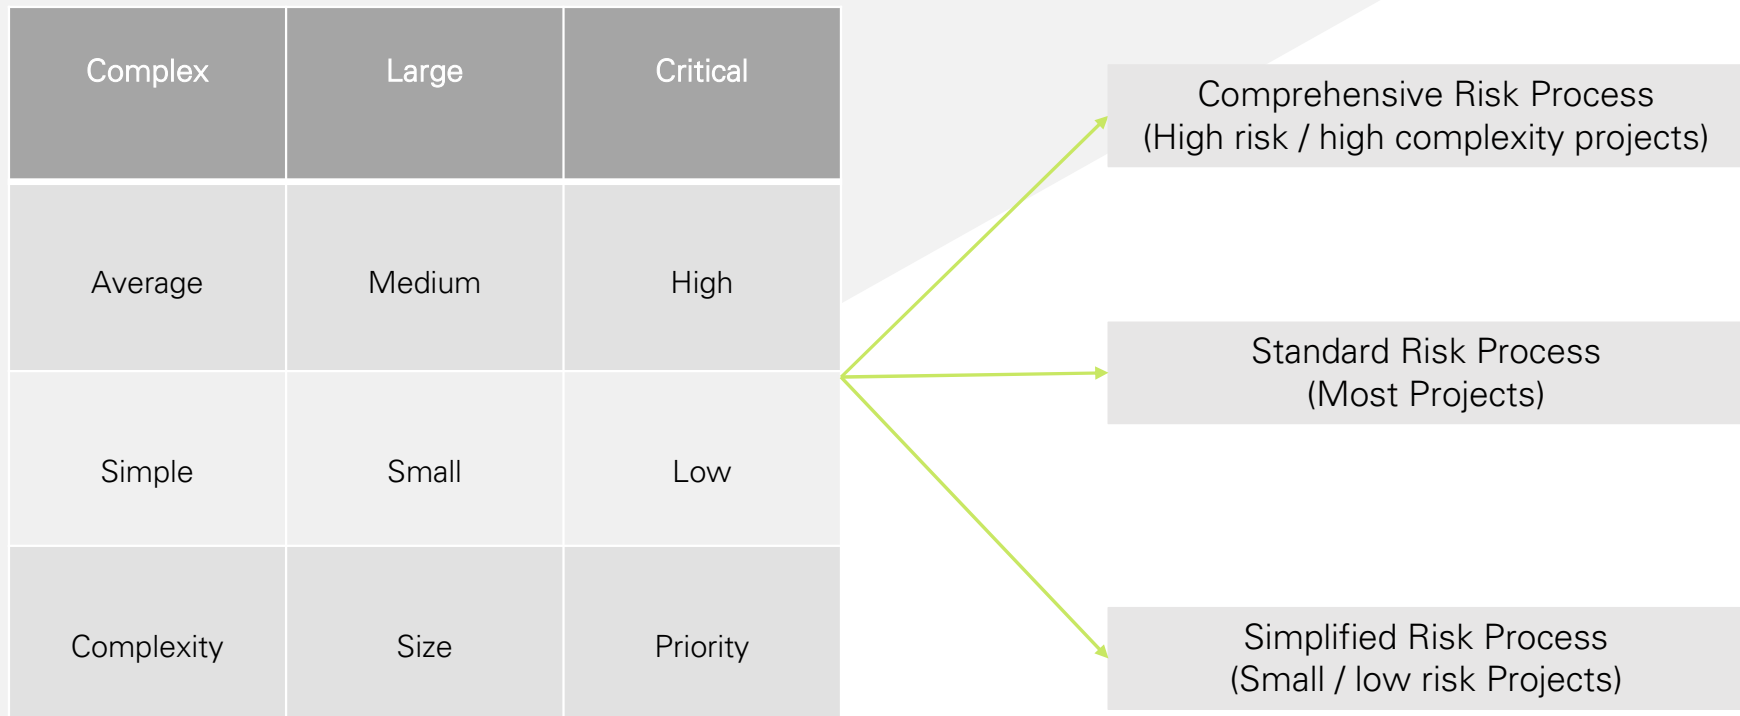 Complex Large Critical
Average Medium High
Simple Small Low
Complexity Size Priority
Comprehensive Risk Process
(High risk / high complexity projects)
Standard Risk Process
(Most Projects)
Simplified Risk Process
(Small / low risk Projects)